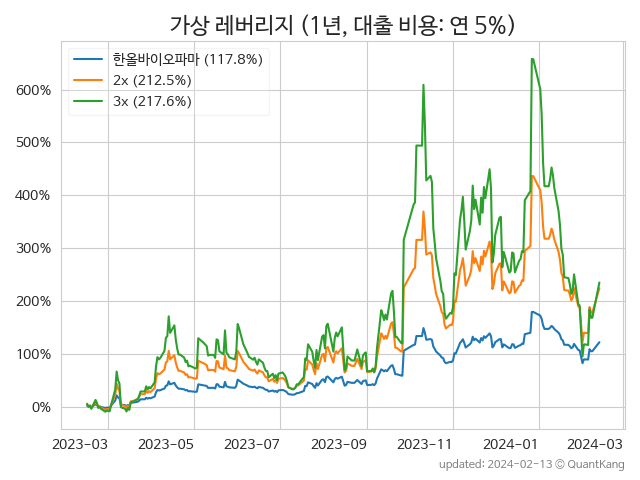 가상 레버리지 (1년, 대출 비용: 연 5%)
한올바이오파마 (117.8%)
2x (212.5%)
3x (217.6%)
600%
500%
400%
300%
200%
100%
0%
2023-03 2023-05 2023-07 2023-09 2023-11 2024-01 2024-03
updated: 2024-02-13 © QuantKang